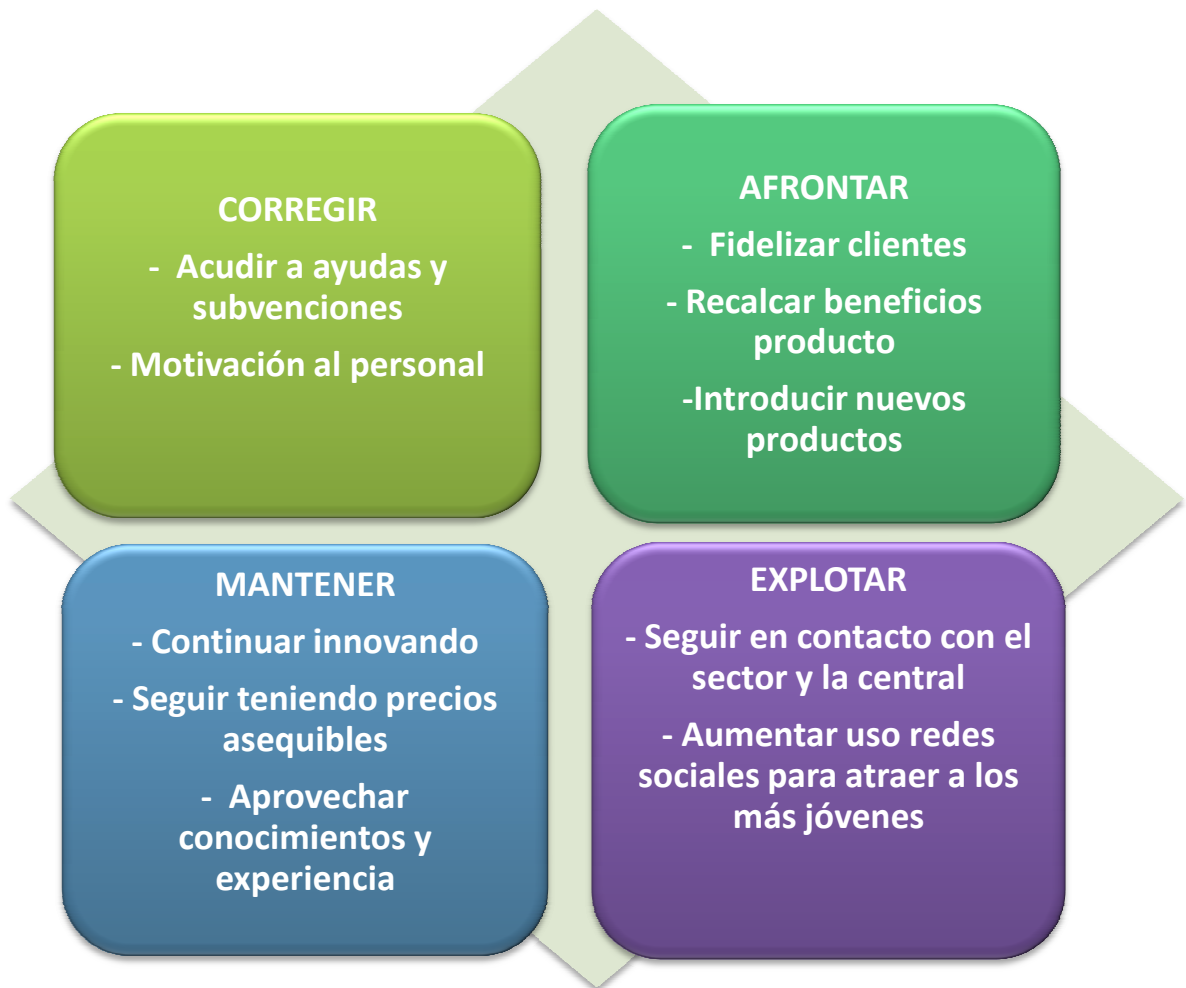 CORREGIR
- Acudir a ayudas y
subvenciones
- Motivación al personal
AFRONTAR
- Fidelizar clientes
- Recalcar beneficios
producto
-Introducir nuevos
productos
MANTENER
- Continuar innovando
- Seguir teniendo precios
asequibles
- Aprovechar
conocimientos y
experiencia
EXPLOTAR
- Seguir en contacto con el
sector y la central
- Aumentar uso redes
sociales para atraer a los
más jóvenes